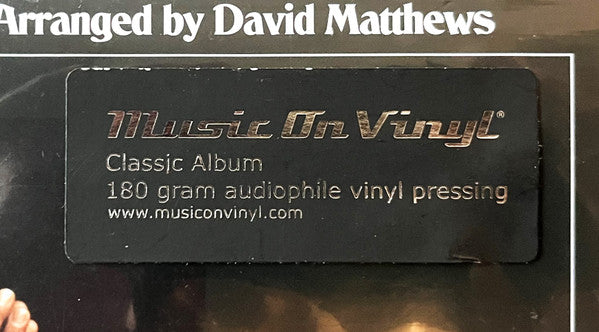 Arranged by David Matthews
Music On Vinyl®
Classic Album
180 gram audiophile vinyl pressing
www.musiconvinyl.com